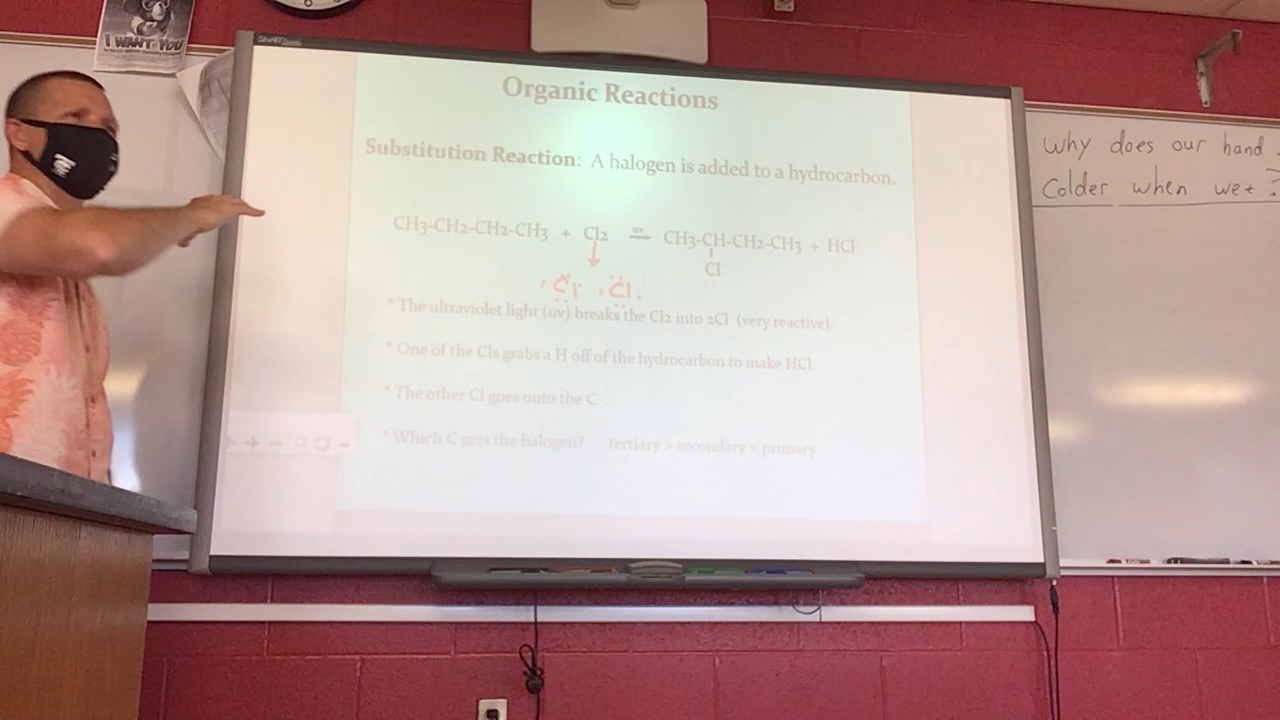 I WANT YOU
Organic Reactions
Substitution Reaction: A halogen is added to a hydrocarbon.
CH3-CH2-CH2-CH3 + Cl2 uv CH3-CH-CH2-CH3 + HCl
Cl
Cl Cl
* The ultraviolet light (uv) breaks the Cl2 into 2Cl (very reactive).
* One of the Cls grabs a H off of the hydrocarbon to make HCl.
* The other Cl goes onto the C
* Which C gets the halogen? tertiary > secondary > primary
Why does our hand
Colder when wet ?